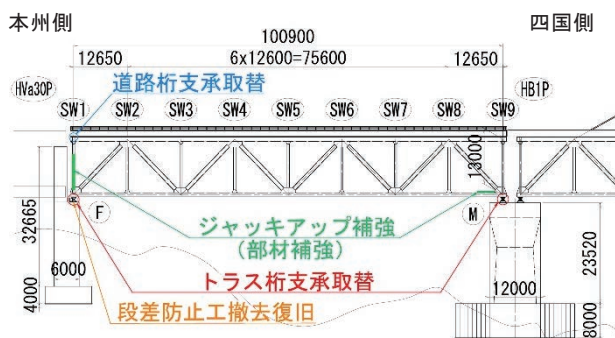 本州側
四国側
100900
12650
6x12600=75600
12650
HVa30P
道路桁支承取替
HB1P
SW1
SW2
SW3
SW4
SW5
SW6
SW7
SW8
SW9
13000
F
M
ジャッキアップ補強
(部材補強)
32665
6000
トラス桁支承取替
23520
4000
段差防止工撤去復旧
12000
8000